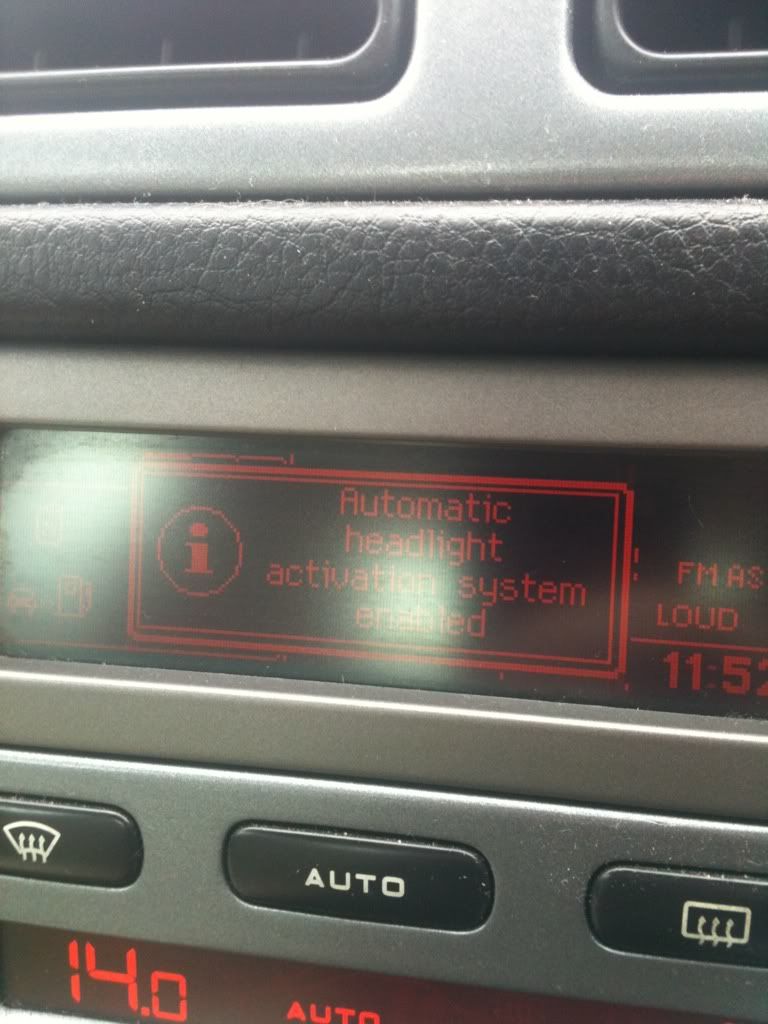 Automatic
headlight
activation system
enabled
FM AS
LOUD
11:52
AUTO
14.0
AUTO